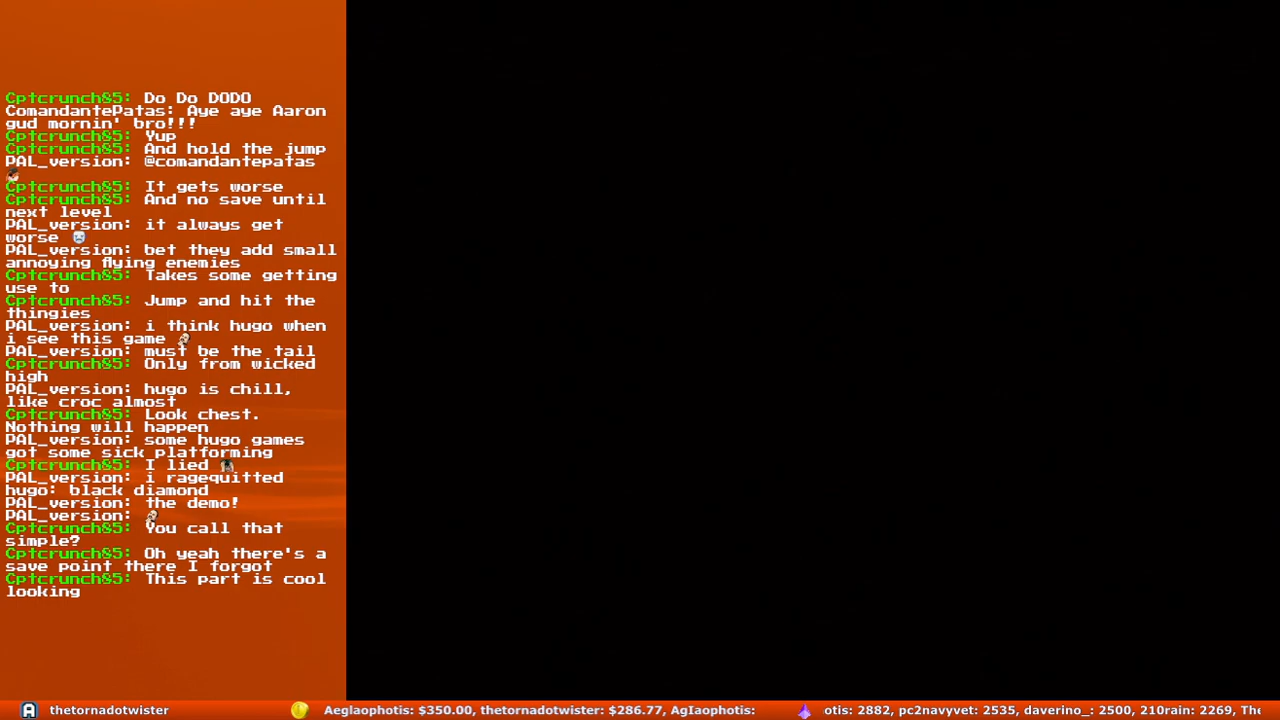 Cptcrunch85: Do Do DODO
ComandantePatas: Aye aye Aaron
gud mornin' bro!!!
Cptcrunch85: Yup
Cptcrunch85: And hold the jump
PAL_version: @comandantepatas
Cptcrunch85: It gets worse
Cptcrunch85: And no save until
next level
PAL_version: it always get
worse
PAL_version: bet they add small
annoying flying enemies
Cptcrunch85: Takes some getting
use to
Cptcrunch85: Jump and hit the
thingies
PAL_version: i think hugo when
i see this game
PAL_version: must be the tail
Cptcrunch85: Only from wicked
high
PAL_version: hugo is chill,
like croc almost
Cptcrunch85: Look chest.
Nothing will happen
PAL_version: some hugo games
got some sick platforming
Cptcrunch85: I lied
PAL_version: i ragequitted
hugo: black diamond
PAL_version: the demo!
PAL_version:
Cptcrunch85: You call that
simple?
Cptcrunch85: Oh yeah there's a
save point there I forgot
Cptcrunch85: This part is cool
looking
A thetornadotwister Aeglaophotis: $350.00, thetornadotwister: $286.77, Aglaophotis: otis: 2882, pc2navyvet: 2535, daverino_: 2500, 210rain: 2269, The